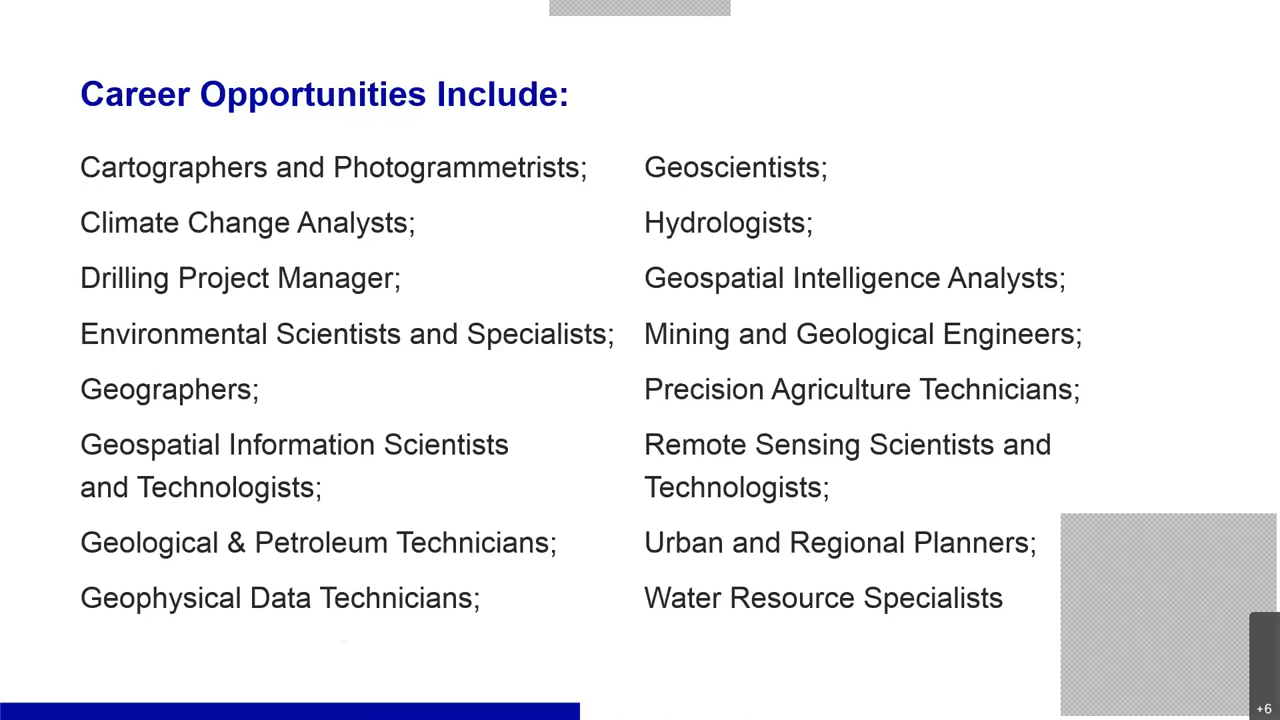 Career Opportunities Include:
Cartographers and Photogrammetrists;
Climate Change Analysts;
Drilling Project Manager;
Environmental Scientists and Specialists;
Geographers;
Geospatial Information Scientists
and Technologists;
Geological & Petroleum Technicians;
Geophysical Data Technicians;
Geoscientists;
Hydrologists;
Geospatial Intelligence Analysts;
Mining and Geological Engineers;
Precision Agriculture Technicians;
Remote Sensing Scientists and
Technologists;
Urban and Regional Planners;
Water Resource Specialists
+6